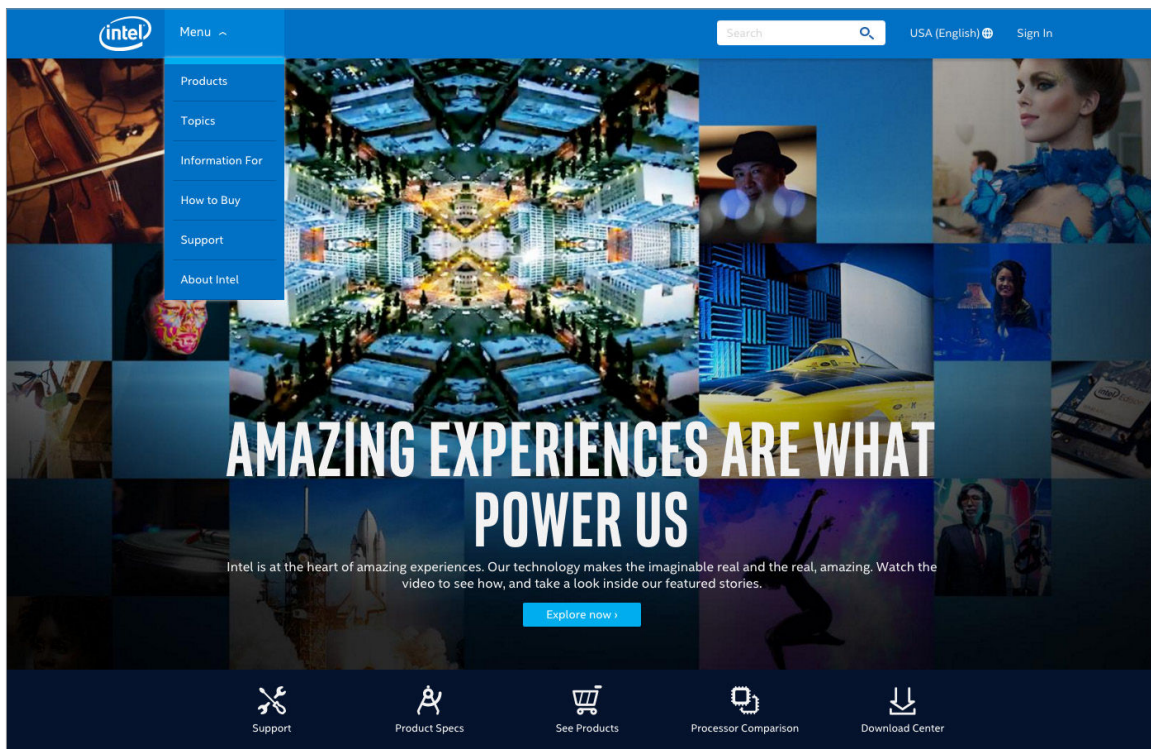 intel
Menu
Search
USA (English)
Sign In
Products
Topics
Information For
How to Buy
Support
About Intel
intel Edison
AMAZING EXPERIENCES ARE WHAT
POWER US
Intel is at the heart of amazing experiences. Our technology makes the imaginable real and the real, amazing. Watch the
video to see how, and take a look inside our featured stories.
Explore now ›
Support
Product Specs
See Products
Processor Comparison
Download Center